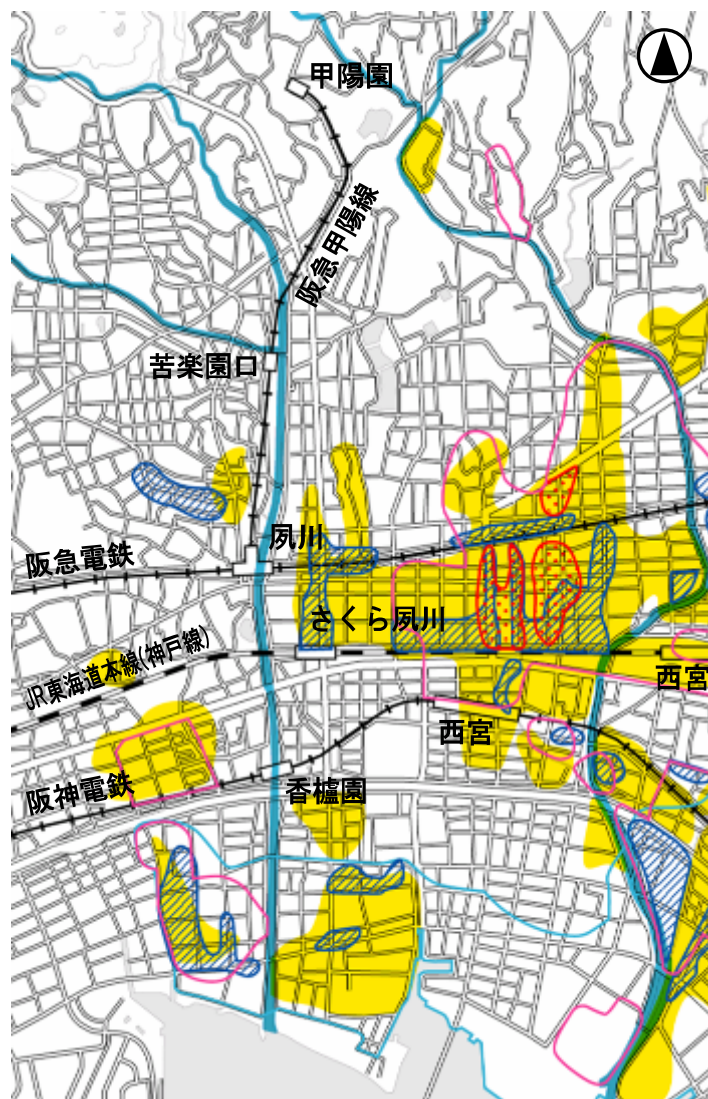 甲陽園
阪急甲陽線
苦楽園口
夙川
阪急電鉄
さくら夙川
JR東海道本線(神戸線)
西宮
西宮
阪神電鉄
香櫨園